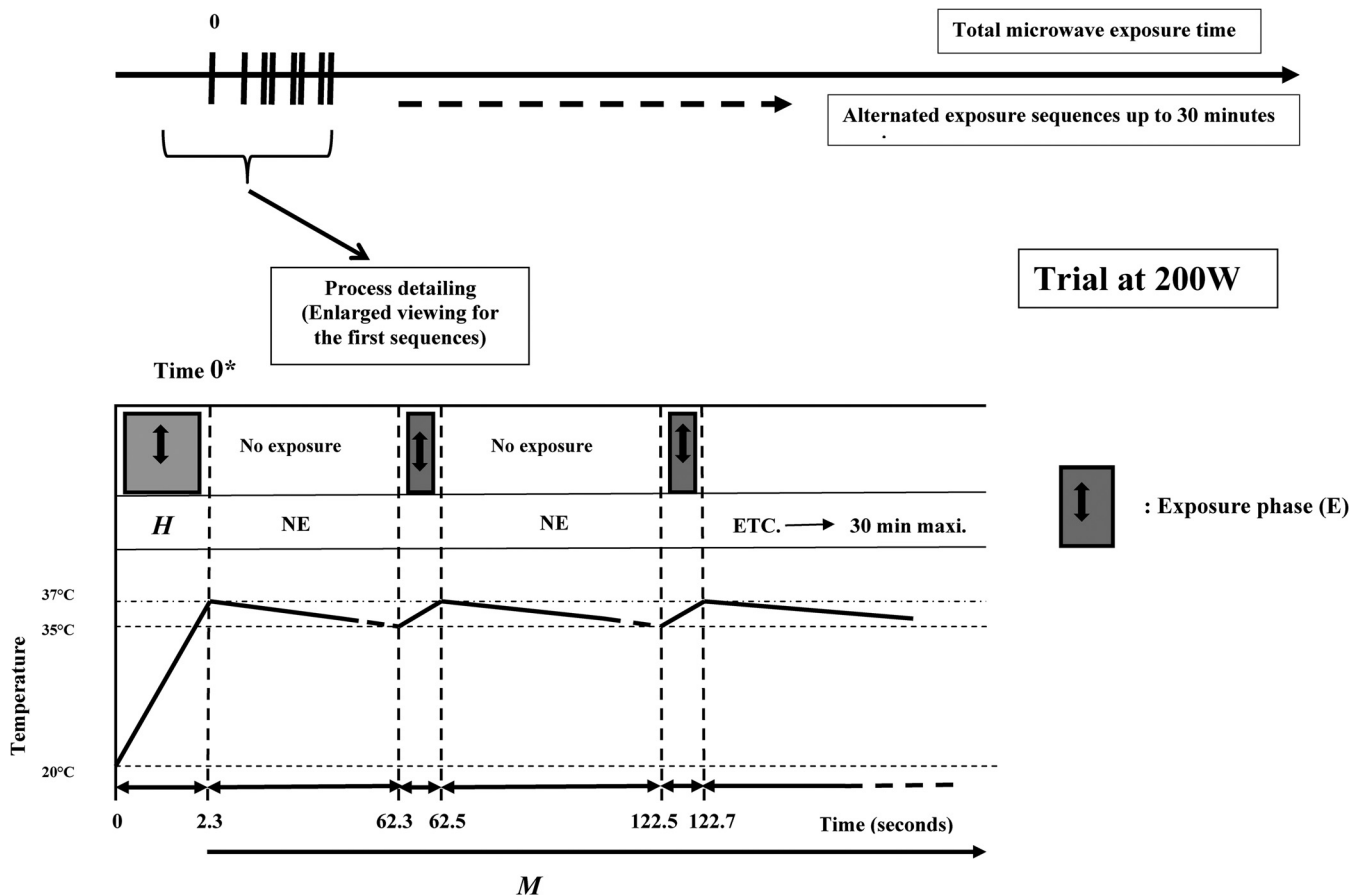 0
Total microwave exposure time
Alternated exposure sequences up to 30 minutes
.
Trial at 200W
Process detailing
(Enlarged viewing for
the first sequences)
Time 0*
No exposure
No exposure
: Exposure phase (E)
H
NE
NE
ETC.
30 min maxi.
37°C
35°C
Temperature
20°C
0
2.3
62.3
62.5
122.5
122.7
Time (seconds)
M